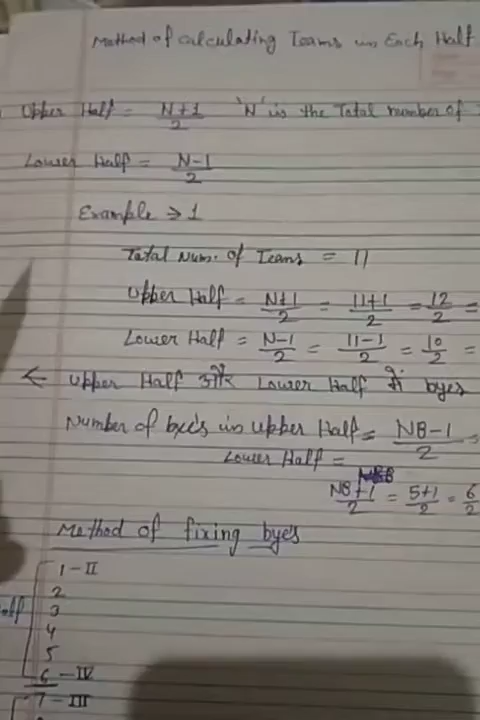 Method of calculating Teams in Each Half
Upper Half = N+1/2 'N' is the Total number of
Lower Half = N-1/2
Example → 1
Total Num. of Teams = 11
Upper Half = N+1/2 = 11+1/2 = 12/2 =
Lower Half = N-1/2 = 11-1/2 = 10/2 =
← Upper Half और Lower Half में byes
Number of bye's in upper Half = NB-1/2 =
Lower Half =
NB+1/2 = 5+1/2 = 6/2
Method of fixing bye's
1-II
2
3
4
5
6-IV
7-III